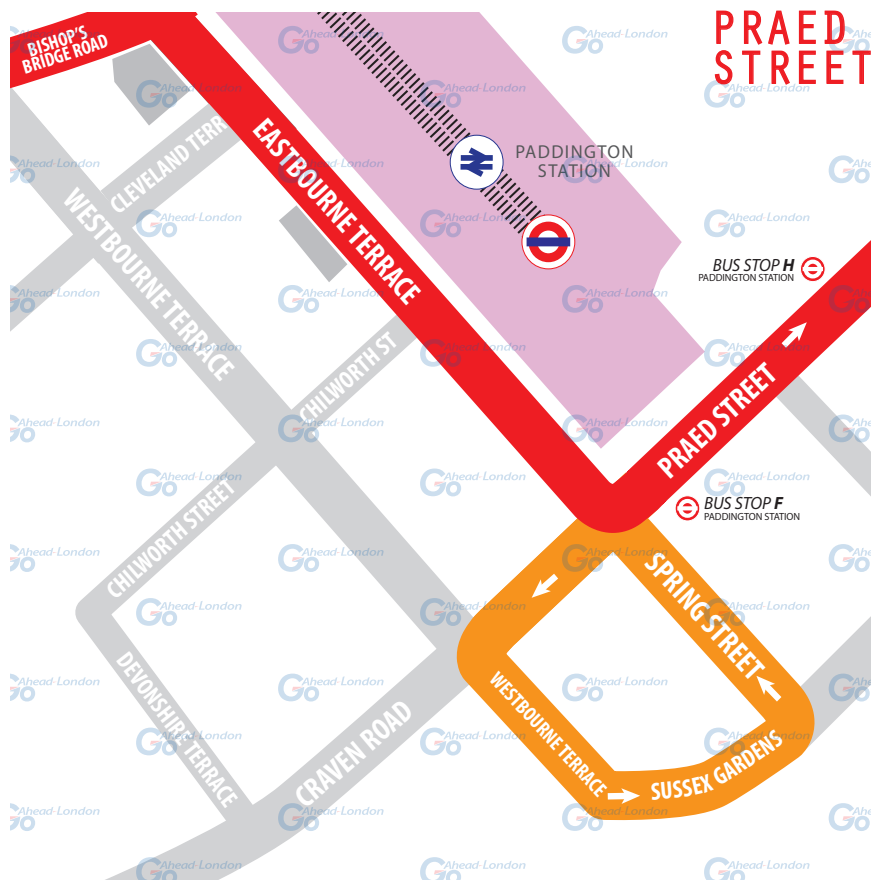 PRAED
STREET
BISHOP'S
BRIDGE ROAD
CLEVELAND TERR
EASTBOURNE TERRACE
WESTBOURNE TERRACE
PADDINGTON
STATION
BUS STOP H
PADDINGTON STATION
CHILWORTH ST
PRAED STREET
CHILWORTH STREET
BUS STOP F
PADDINGTON STATION
SPRING STREET
DEVONSHIRE TERRACE
WESTBOURNE TERRACE
CRAVEN ROAD
SUSSEX GARDENS
Go Ahead-London